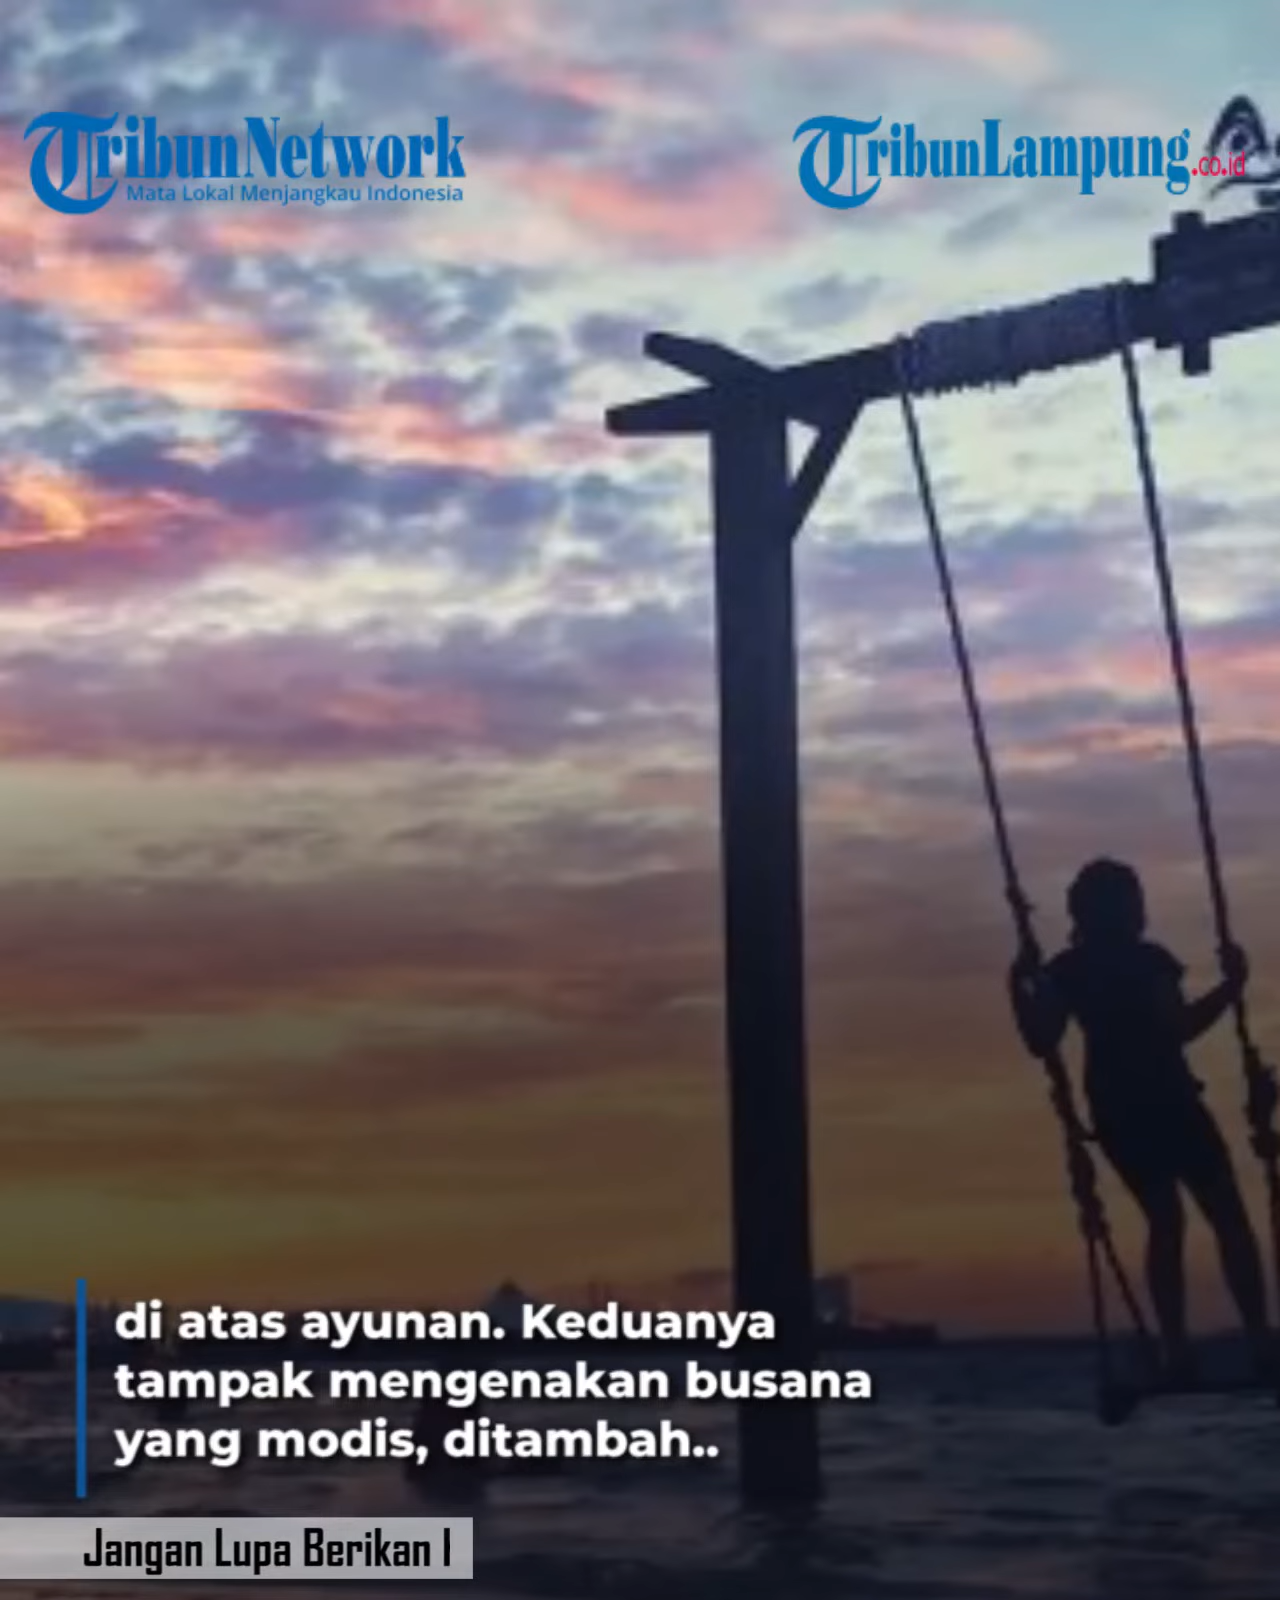 TribunNetwork
Mata Lokal Menjangkau Indonesia
TribunLampung.co.id
di atas ayunan. Keduanya
tampak mengenakan busana
yang modis, ditambah..
Jangan Lupa Berikan l